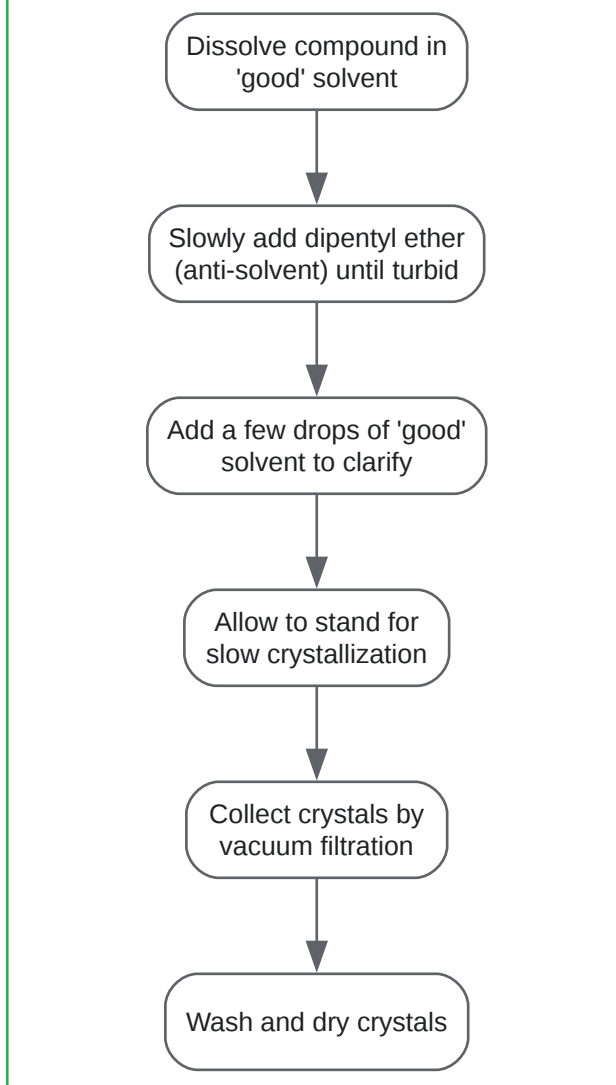 Dissolve compound in
'good' solvent
Slowly add dipentyl ether
(anti-solvent) until turbid
Add a few drops of 'good'
solvent to clarify
Allow to stand for
slow crystallization
Collect crystals by
vacuum filtration
Wash and dry crystals